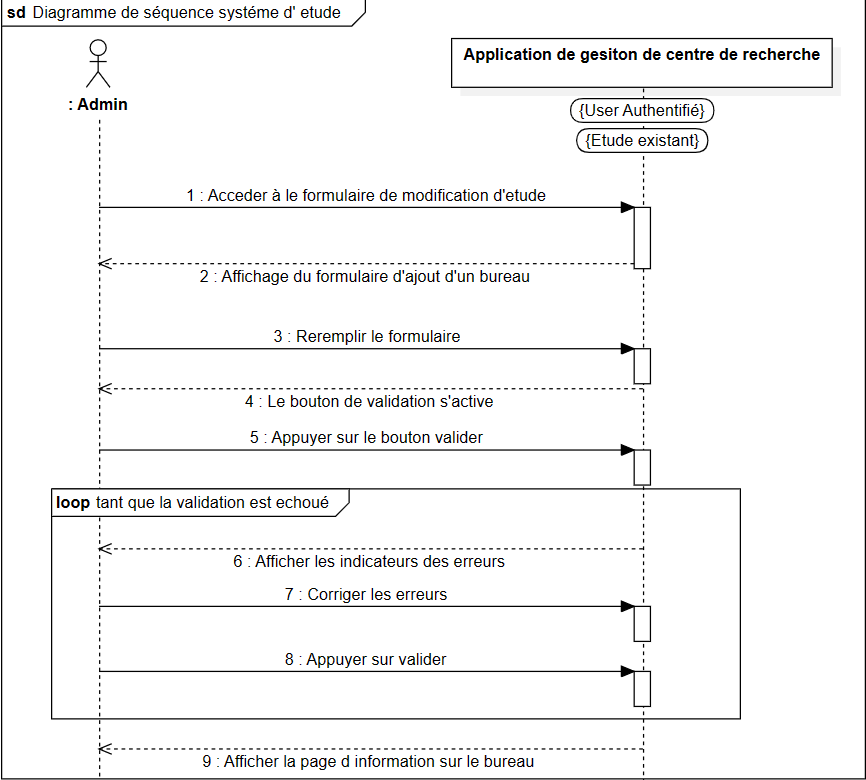 sd Diagramme de séquence systéme d' etude
Application de gesiton de centre de recherche
: Admin
{User Authentifié}
{Etude existant}
1 : Acceder à le formulaire de modification d'etude
2 : Affichage du formulaire d'ajout d'un bureau
3 : Reremplir le formulaire
4 : Le bouton de validation s'active
5 : Appuyer sur le bouton valider
loop tant que la validation est echoué
6 : Afficher les indicateurs des erreurs
7 : Corriger les erreurs
8 : Appuyer sur valider
9 : Afficher la page d information sur le bureau